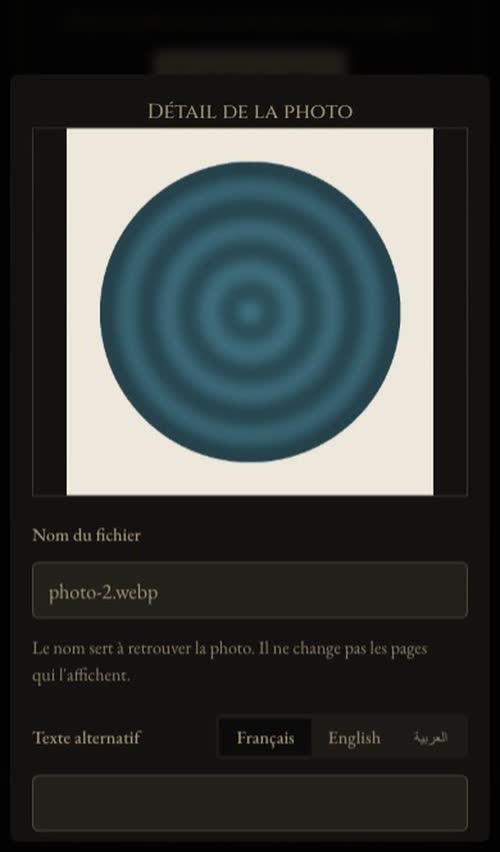 Détail de la photo
Nom du fichier
photo-2.webp
Le nom sert à retrouver la photo. Il ne change pas les pages
qui l'affichent.
Texte alternatif
Français English العربية